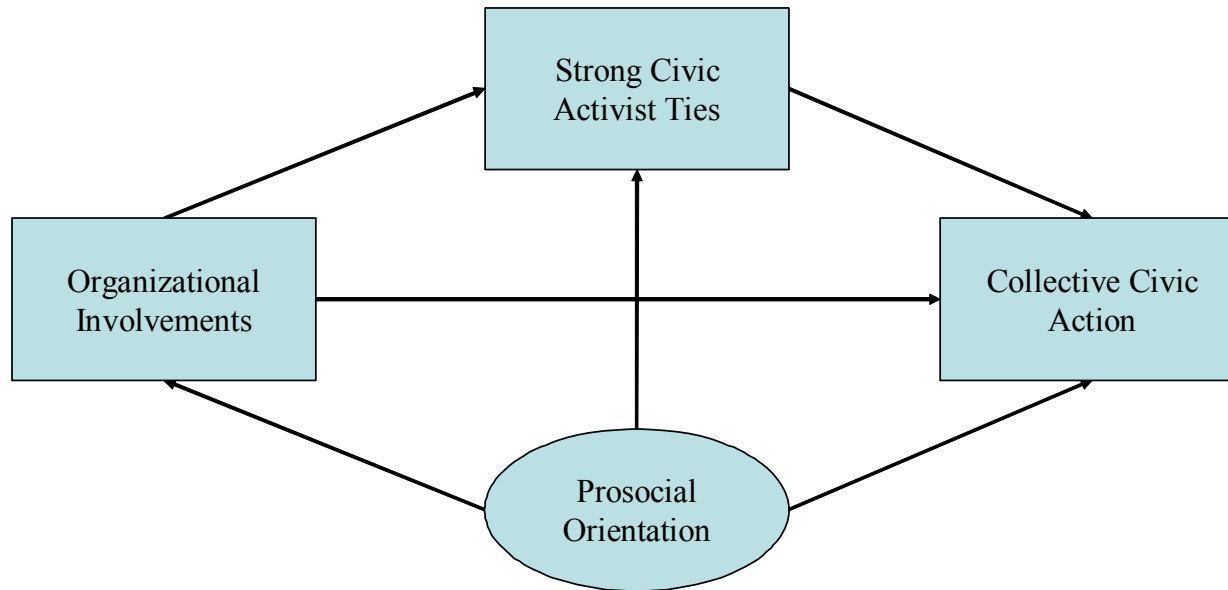 Strong Civic
Activist Ties
Organizational
Involvements
Collective Civic
Action
Prosocial
Orientation